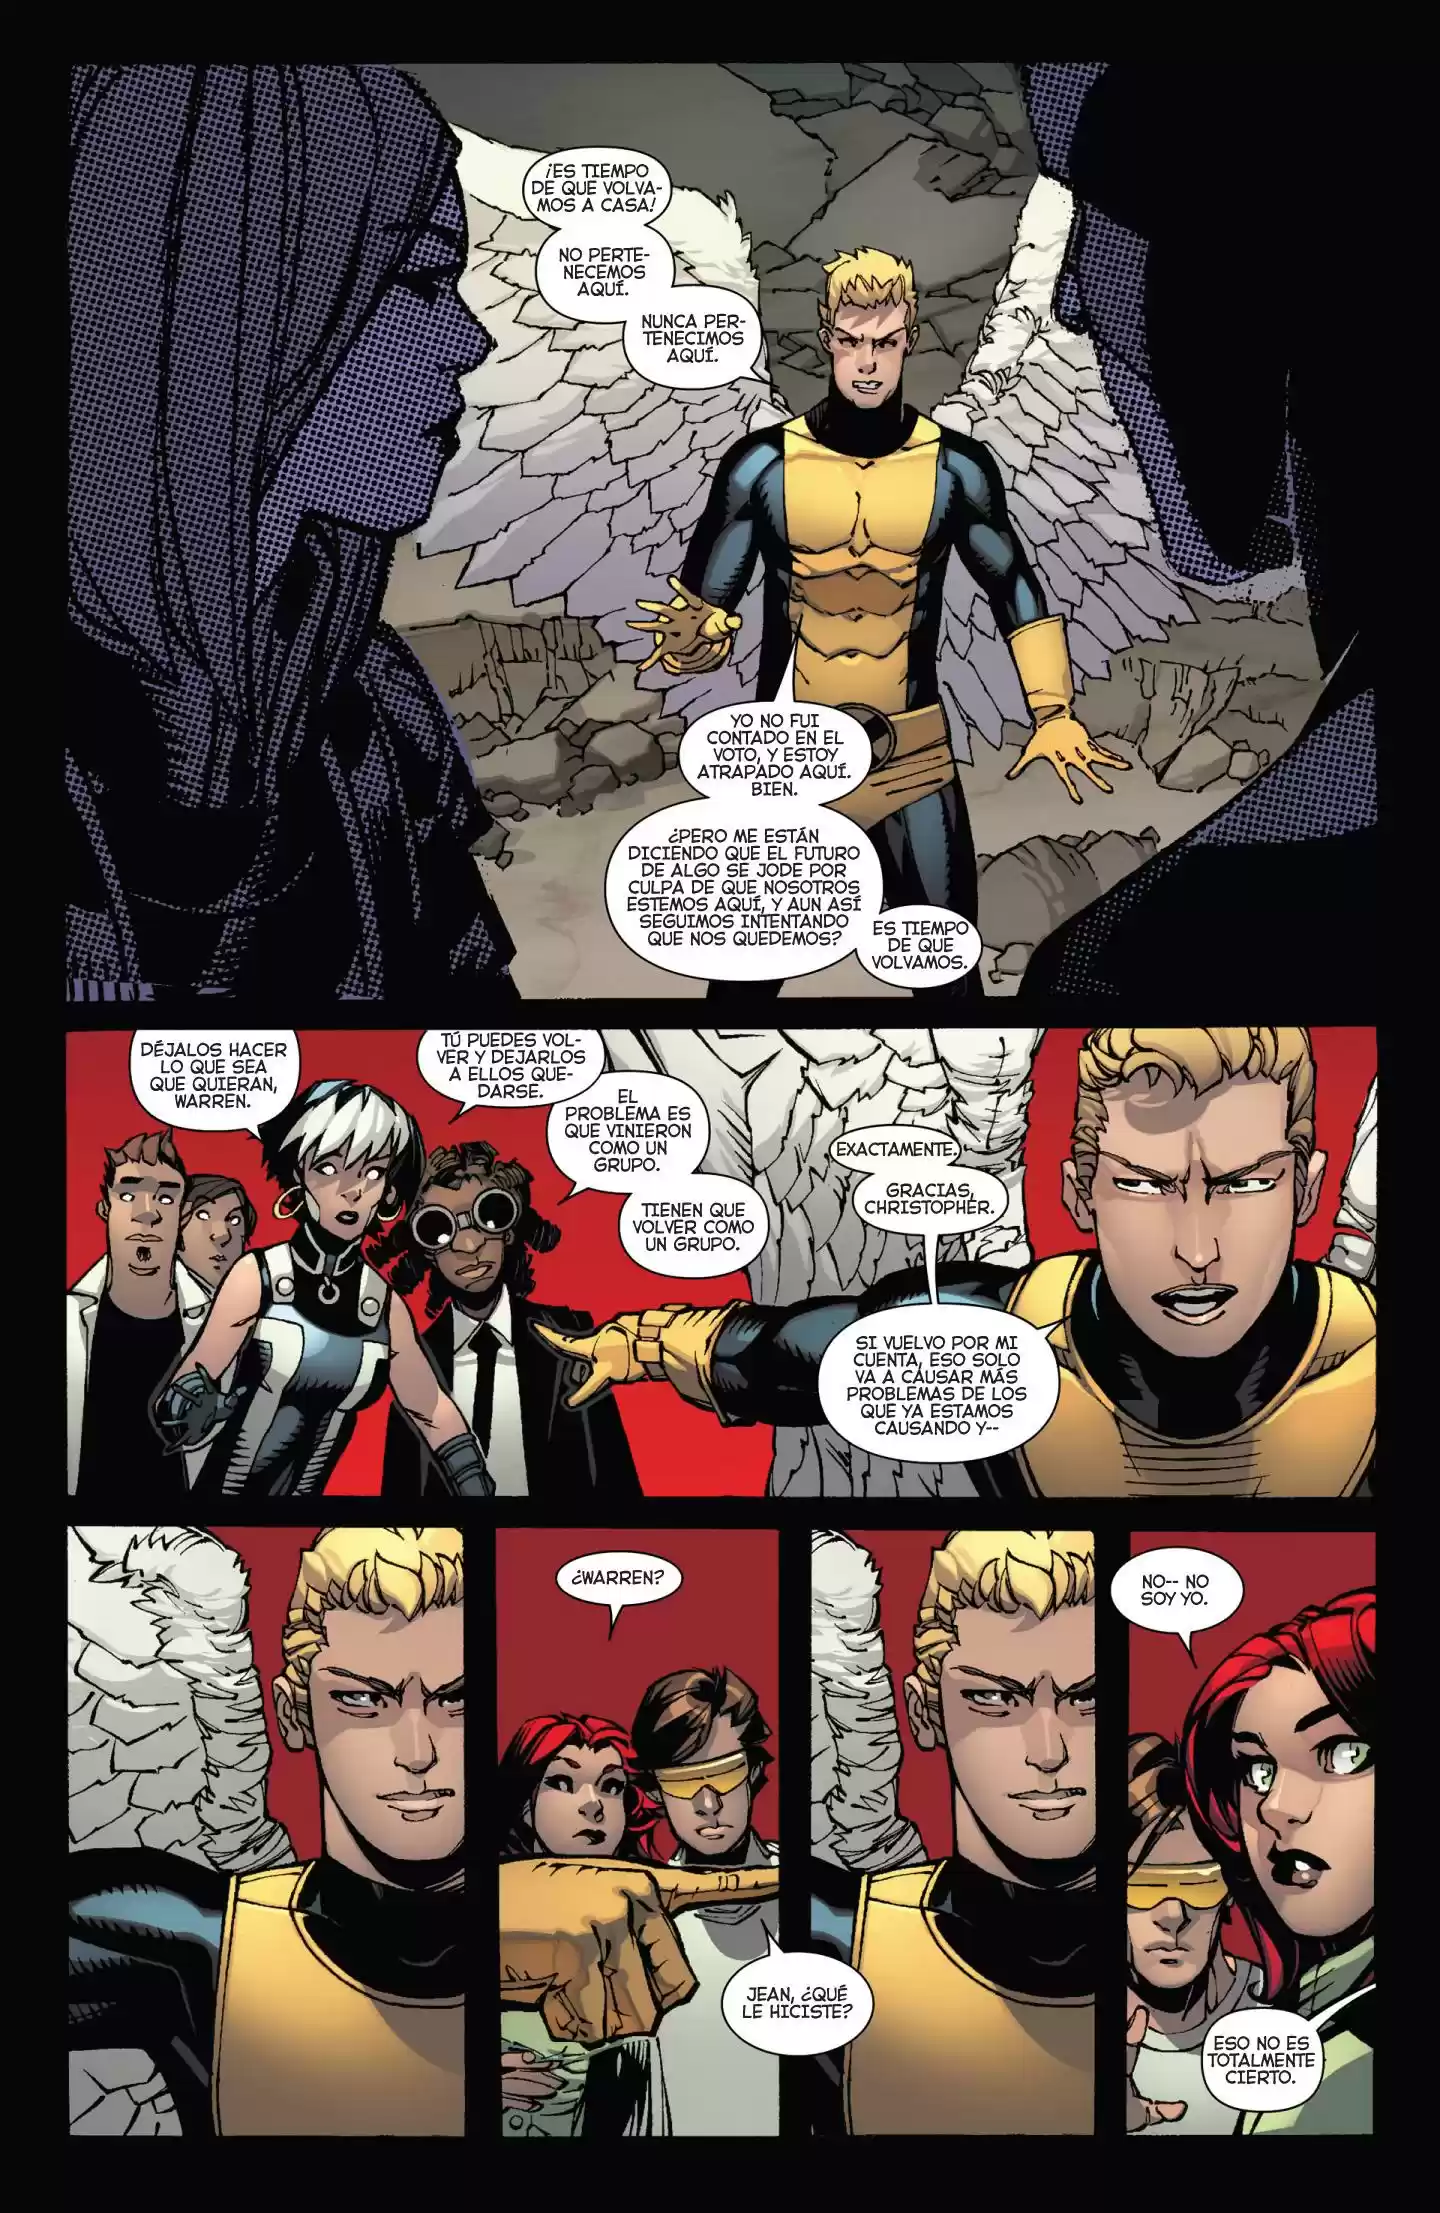 ¡ES TIEMPO
DE QUE VOLVA-
MOS A CASA!
NO PERTE-
NECEMOS
AQUÍ.
NUNCA PER-
TENECIMOS
AQUÍ.
YO NO FUI
CONTADO EN EL
VOTO, Y ESTOY
ATRAPADO AQUÍ.
BIEN.
¿PERO ME ESTÁN
DICIENDO QUE EL FUTURO
DE ALGO SE JODE POR
CULPA DE QUE NOSOTROS
ESTEMOS AQUÍ, Y AUN ASÍ
SEGUIMOS INTENTANDO
QUE NOS QUEDEMOS?
ES TIEMPO
DE QUE
VOLVAMOS.
DÉJALOS HACER
LO QUE SEA
QUE QUIERAN,
WARREN.
TÚ PUEDES VOL-
VER Y DEJARLOS
A ELLOS QUE-
DARSE.
EL
PROBLEMA ES
QUE VINIERON
COMO UN
GRUPO.
TIENEN QUE
VOLVER COMO
UN GRUPO.
EXACTAMENTE.
GRACIAS,
CHRISTOPHER.
SI VUELVO POR MI
CUENTA, ESO SOLO
VA A CAUSAR MÁS
PROBLEMAS DE LOS
QUE YA ESTAMOS
CAUSANDO Y--
¿WARREN?
JEAN, ¿QUÉ
LE HICISTE?
NO-- NO
SOY YO.
ESO NO ES
TOTALMENTE
CIERTO.